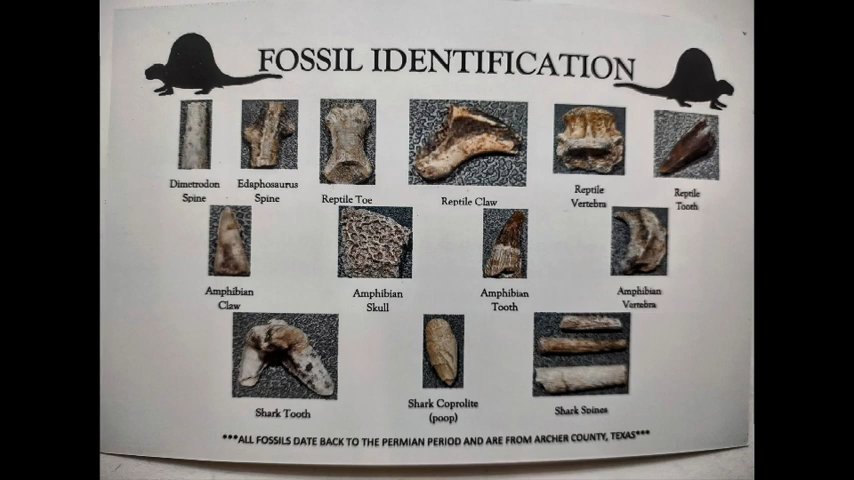 FOSSIL IDENTIFICATION
Dimetrodon
Spine
Edaphosaurus
Spine
Reptile Toe
Reptile Claw
Reptile
Vertebra
Reptile
Tooth
Amphibian
Claw
Amphibian
Skull
Amphibian
Tooth
Amphibian
Vertebra
Shark Tooth
Shark Coprolite
(poop)
Shark Spines
***ALL FOSSILS DATE BACK TO THE PERMIAN PERIOD AND ARE FROM ARCHER COUNTY, TEXAS***